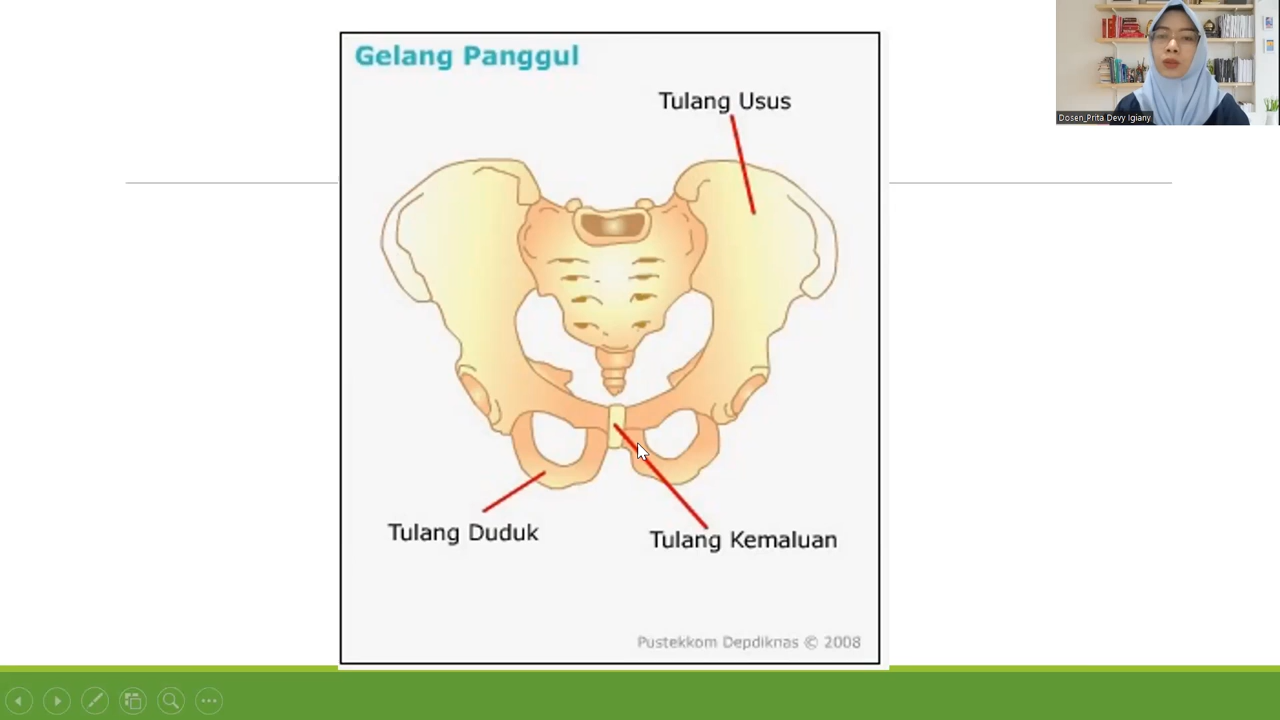 Gelang Panggul
Tulang Usus
Dosen_Prita Devy Igiany
Tulang Duduk
Tulang Kemaluan
Pustekkom Depdiknas © 2008